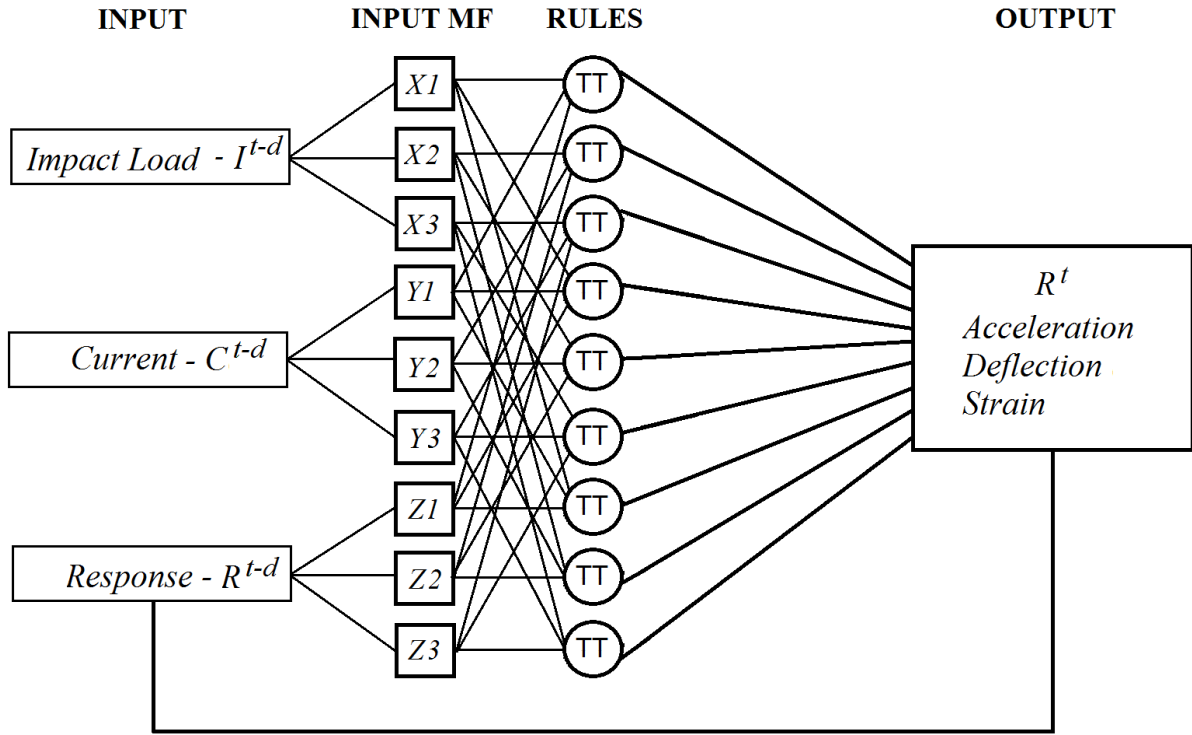 INPUT INPUT MF RULES OUTPUT
Impact Load - I^t-d
Current - C^t-d
Response - R^t-d
X1
X2
X3
Y1
Y2
Y3
Z1
Z2
Z3
TT
TT
TT
TT
TT
TT
TT
TT
TT
R^t
Acceleration
Deflection
Strain